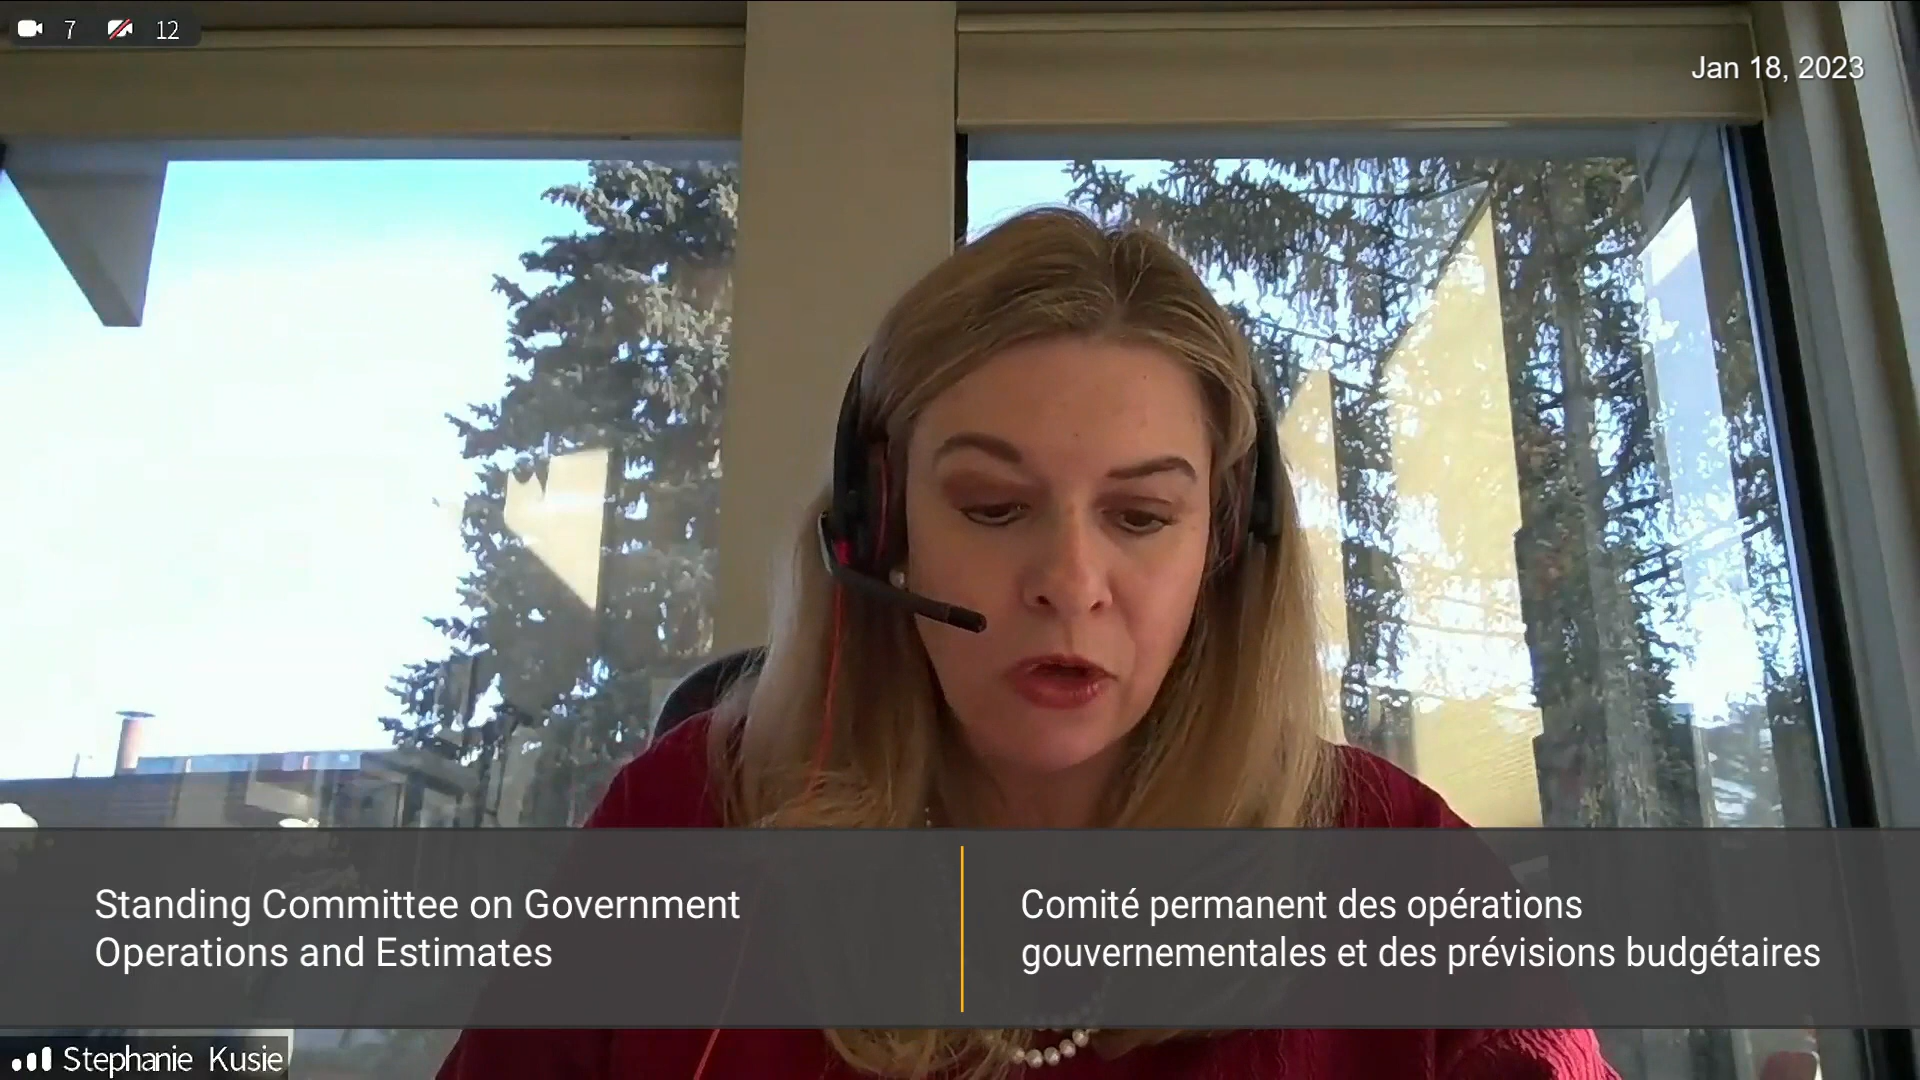 7 12
Jan 18, 2023
Standing Committee on Government
Operations and Estimates
Comité permanent des opérations
gouvernementales et des prévisions budgétaires
Stephanie Kusie